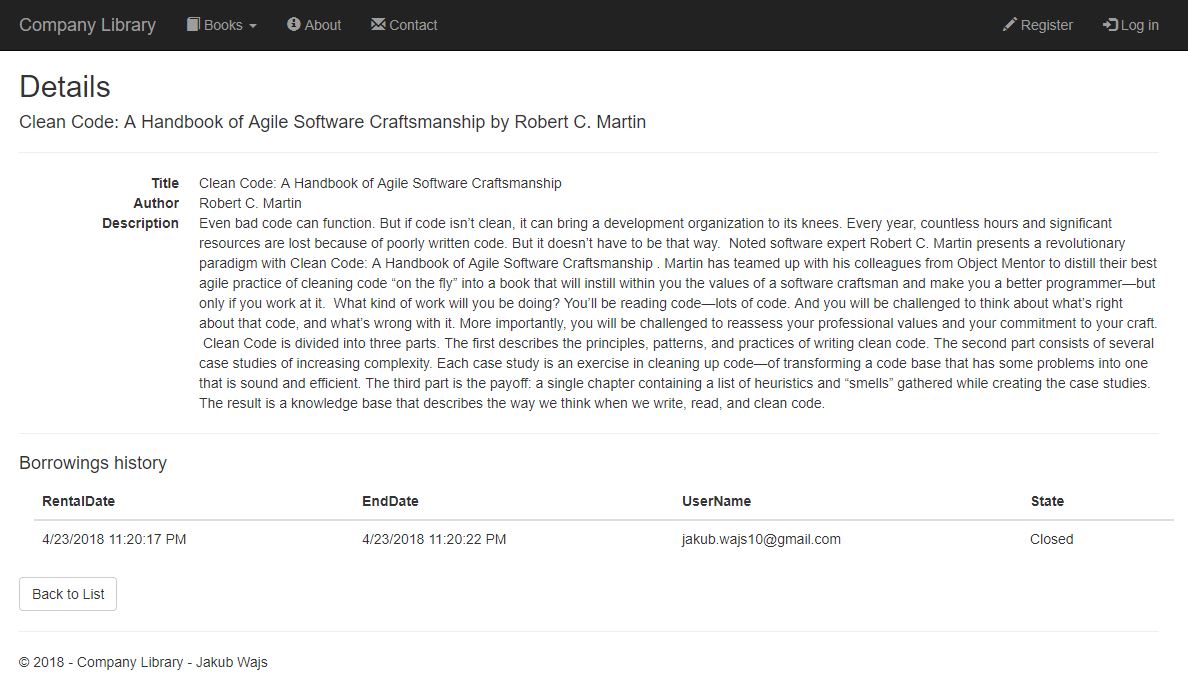 Company Library Books About Contact Register Log in
Details
Clean Code: A Handbook of Agile Software Craftsmanship by Robert C. Martin
Title Clean Code: A Handbook of Agile Software Craftsmanship
Author Robert C. Martin
Description Even bad code can function. But if code isn’t clean, it can bring a development organization to its knees. Every year, countless hours and significant
resources are lost because of poorly written code. But it doesn’t have to be that way.  Noted software expert Robert C. Martin presents a revolutionary
paradigm with Clean Code: A Handbook of Agile Software Craftsmanship . Martin has teamed up with his colleagues from Object Mentor to distill their best
agile practice of cleaning code “on the fly” into a book that will instill within you the values of a software craftsman and make you a better programmer—but
only if you work at it.  What kind of work will you be doing? You’ll be reading code—lots of code. And you will be challenged to think about what’s right
about that code, and what’s wrong with it. More importantly, you will be challenged to reassess your professional values and your commitment to your craft.
Clean Code is divided into three parts. The first describes the principles, patterns, and practices of writing clean code. The second part consists of several
case studies of increasing complexity. Each case study is an exercise in cleaning up code—of transforming a code base that has some problems into one
that is sound and efficient. The third part is the payoff: a single chapter containing a list of heuristics and “smells” gathered while creating the case studies.
The result is a knowledge base that describes the way we think when we write, read, and clean code.
Borrowings history
RentalDate EndDate UserName State
4/23/2018 11:20:17 PM 4/23/2018 11:20:22 PM jakub.wajs10@gmail.com Closed
Back to List
© 2018 - Company Library - Jakub Wajs